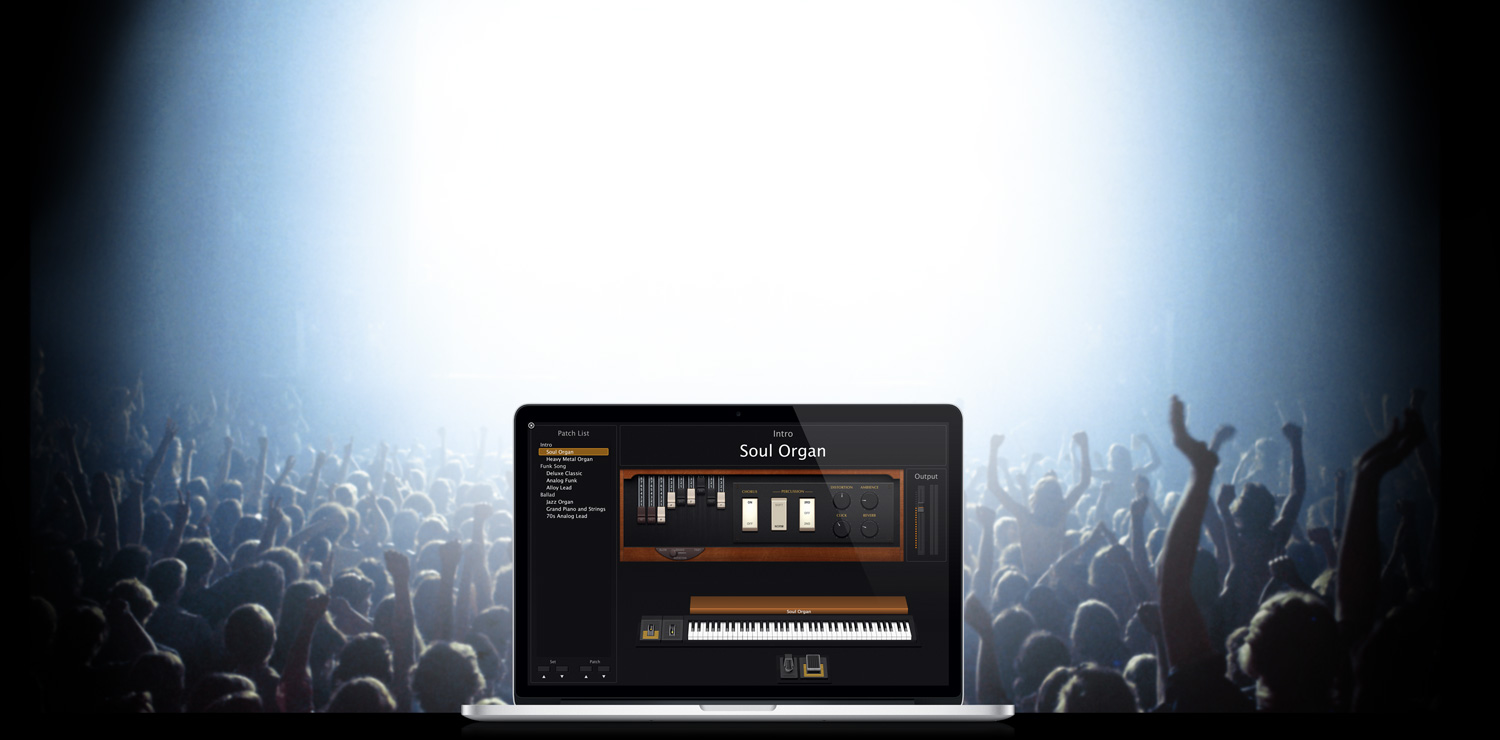 Patch List
Intro
Soul Organ
Heavy Metal Organ
Funk Song
Deluxe Classic
Analog Funk
Alloy Lead
Ballad
Jazz Organ
Grand Piano and Strings
70s Analog Lead
Set
Patch
Intro
Soul Organ
CHORUS
PERCUSSION
DISTORTION
AMBIENCE
CLICK
REVERB
Output
Soul Organ